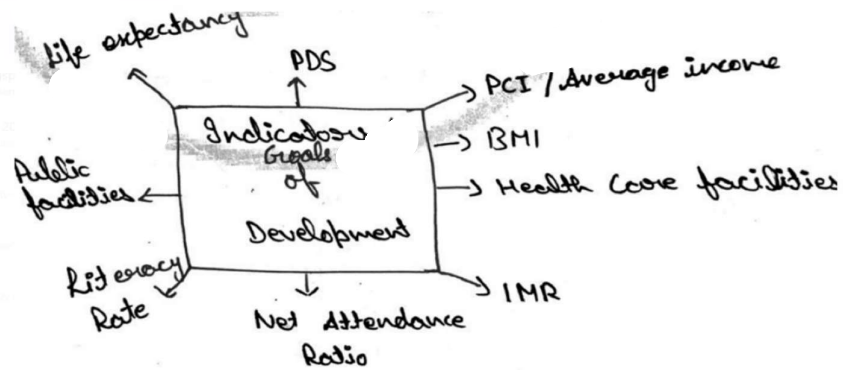 Life expectancy
PDS
PCI / Average income
Indicators
Goals
of
Development
BMI
Health Care facilities
Public
facilities
Literacy
Rate
Net Attendance
Ratio
IMR